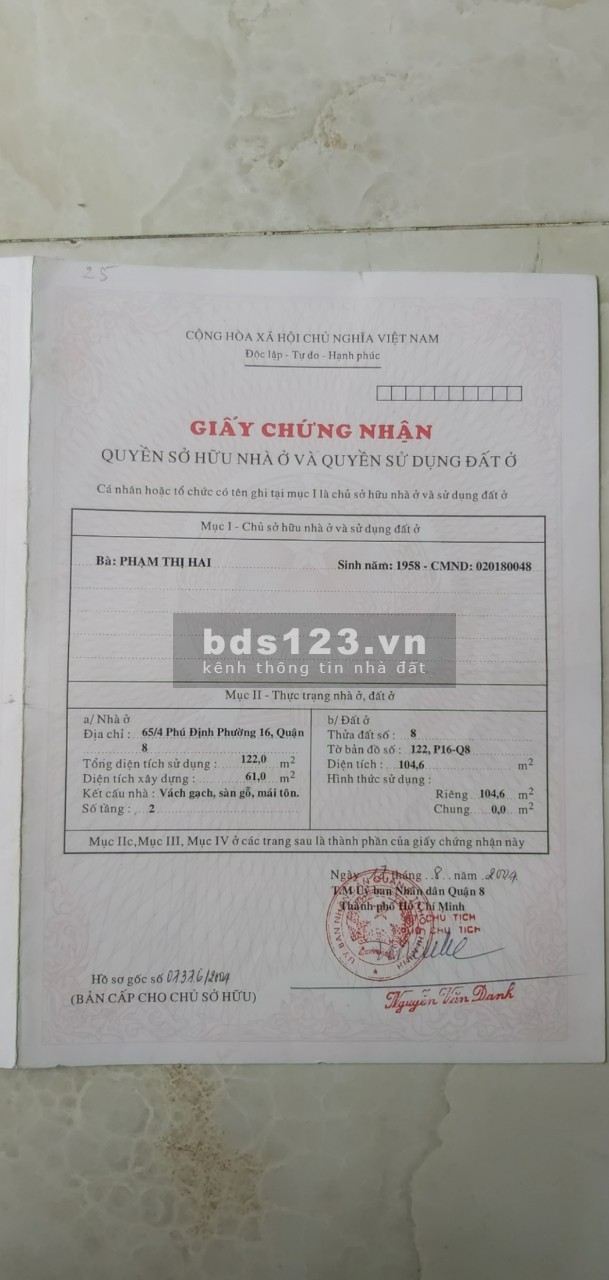 25
CỘNG HÒA XÃ HỘI CHỦ NGHĨA VIỆT NAM
Độc lập - Tự do - Hạnh phúc
GIẤY CHỨNG NHẬN
QUYỀN SỞ HỮU NHÀ Ở VÀ QUYỀN SỬ DỤNG ĐẤT Ở
Cá nhân hoặc tổ chức có tên ghi tại mục I là chủ sở hữu nhà ở và sử dụng đất ở
Mục I - Chủ sở hữu nhà ở và sử dụng đất ở
Bà: PHẠM THỊ HAI Sinh năm: 1958 - CMND: 020180048
bds123.vn
kênh thông tin nhà đất
Mục II - Thực trạng nhà ở, đất ở
a/ Nhà ở
Địa chỉ : 65/4 Phú Định Phường 16, Quận
8
Tổng diện tích sử dụng : 122,0 m²
Diện tích xây dựng : 61,0 m²
Kết cấu nhà : Vách gạch, sàn gỗ, mái tôn.
Số tầng : 2
b/ Đất ở
Thửa đất số : 8
Tờ bản đồ số : 122, P16-Q8
Diện tích : 104,6 m²
Hình thức sử dụng :
Riêng 104,6 m²
Chung 0,0 m²
Mục IIc, Mục III, Mục IV ở các trang sau là thành phần của giấy chứng nhận này
Ngày 17 tháng 8 năm 2004
T.M Ủy ban Nhân dân Quận 8
Thành phố Hồ Chí Minh
CHỦ TỊCH
CHỦ TỊCH
Hồ sơ gốc số
(BẢN CẤP CHO CHỦ SỞ HỮU)
Nguyễn Văn Danh